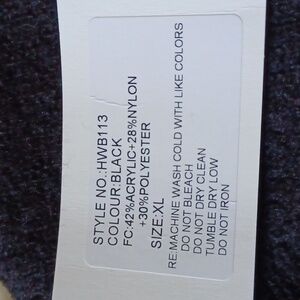 STYLE NO.:HWB113
COLOUR:BLACK
FC:42%ACRYLIC+28%NYLON
+30%POLYESTER
SIZE:XL
RE:MACHINE WASH COLD WITH LIKE COLORS
DO NOT BLEACH
DO NOT DRY CLEAN
TUMBLE DRY LOW
DO NOT IRON